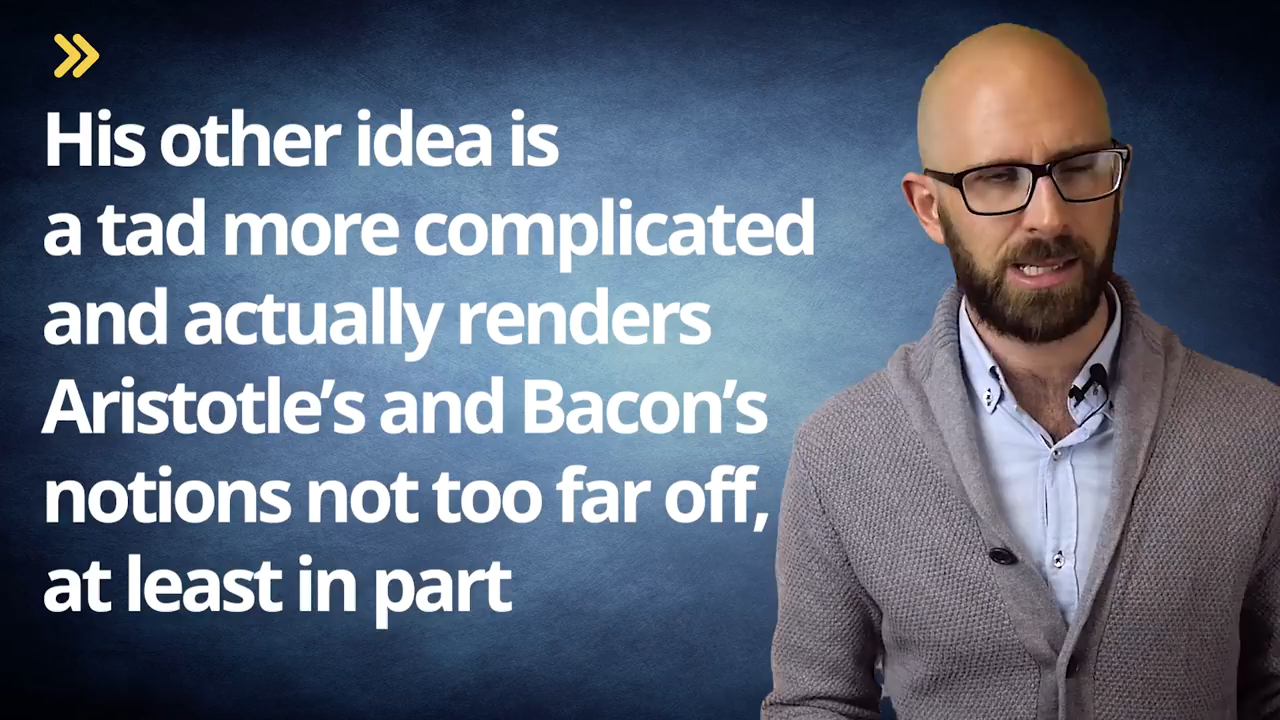 His other idea is
a tad more complicated
and actually renders
Aristotle’s and Bacon’s
notions not too far off,
at least in part